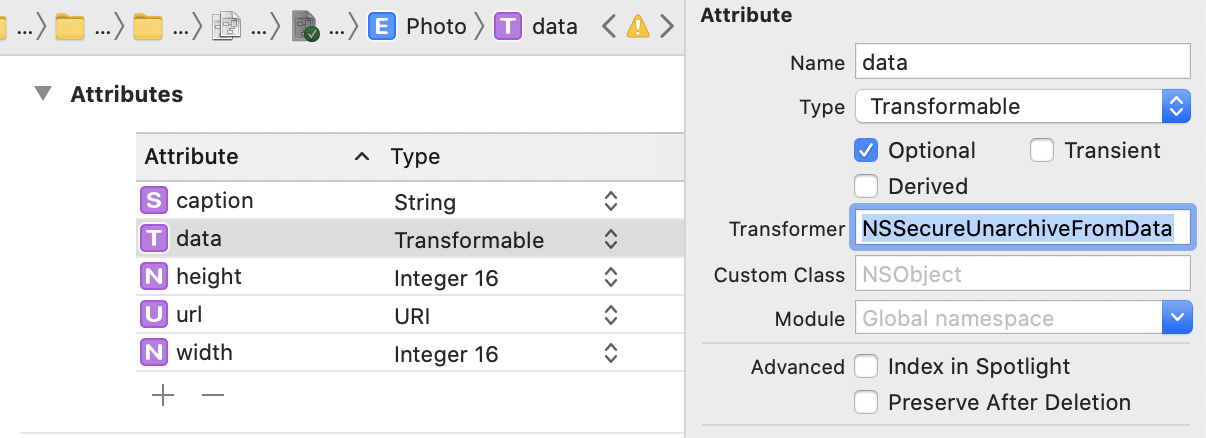 ... ... ... ... ... E Photo T data
Attributes
Attribute Type
S caption String
T data Transformable
N height Integer 16
U url URI
N width Integer 16
Attribute
Name data
Type Transformable
Optional Transient
Derived
Transformer NSSecureUnarchiveFromData
Custom Class NSObject
Module Global namespace
Advanced Index in Spotlight
Preserve After Deletion